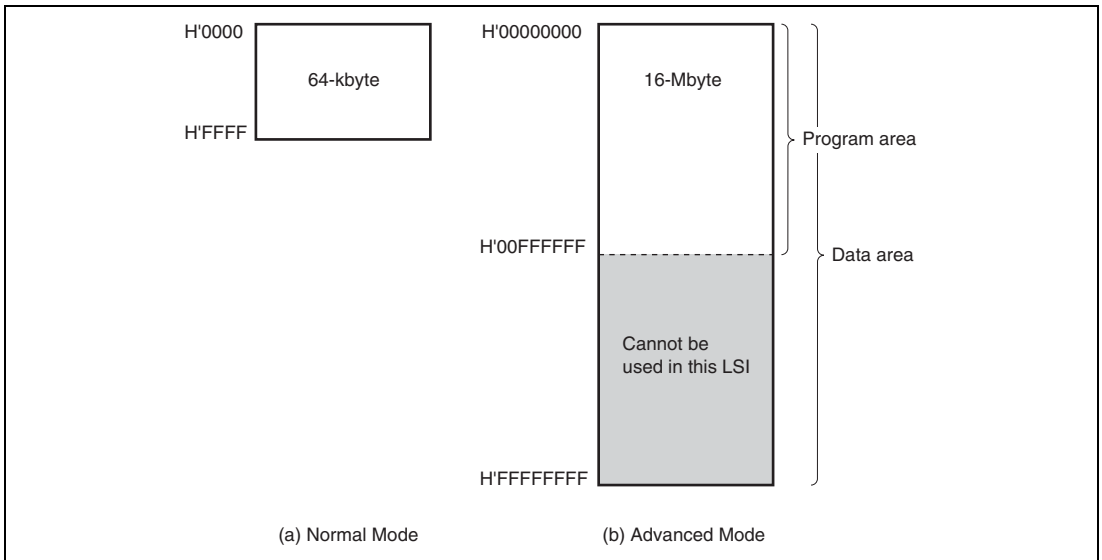 H'0000
64-kbyte
H'FFFF
H'00000000
16-Mbyte
Program area
H'00FFFFFF
Data area
Cannot be
used in this LSI
H'FFFFFFFF
(a) Normal Mode
(b) Advanced Mode